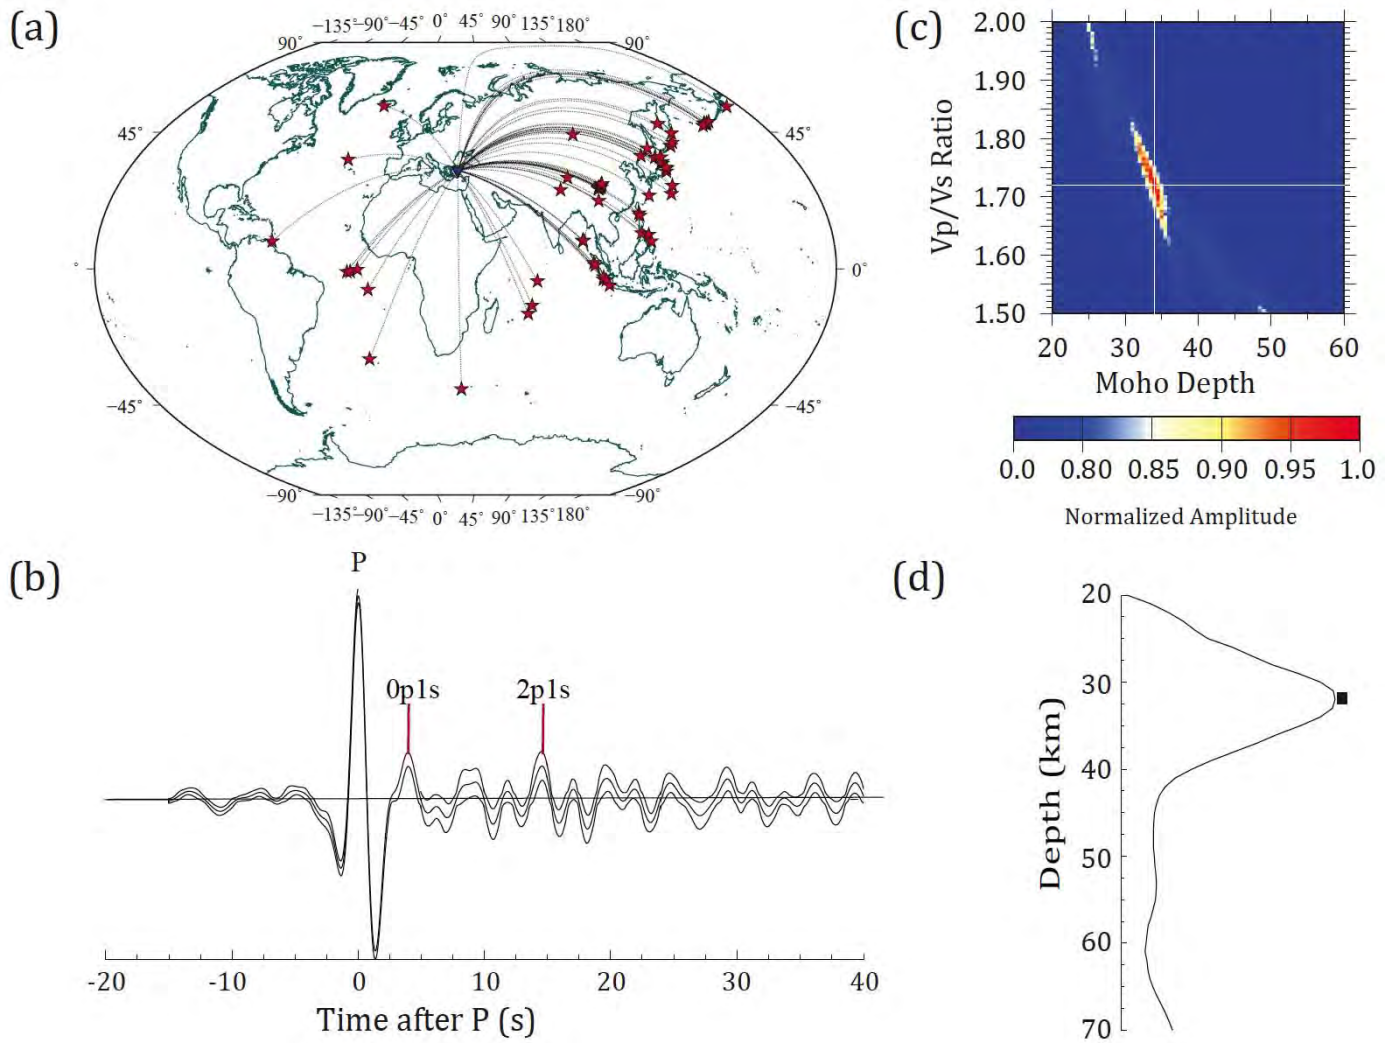 (a)
−135˚−90˚ −45˚ 0˚ 45˚ 90˚ 135˚180˚
90˚ 90˚
45˚ 45˚
˚ 0˚
−45˚ −45˚
−90˚ −90˚
−135˚−90˚ −45˚ 0˚ 45˚ 90˚ 135˚180˚
(c)
Vp/Vs Ratio
2.00
1.90
1.80
1.70
1.60
1.50
20 30 40 50 60
Moho Depth
0.0 0.80 0.85 0.90 0.95 1.0
Normalized Amplitude
(b)
P
0p1s 2p1s
-20 -10 0 10 20 30 40
Time after P (s)
(d)
Depth (km)
20
30
40
50
60
70